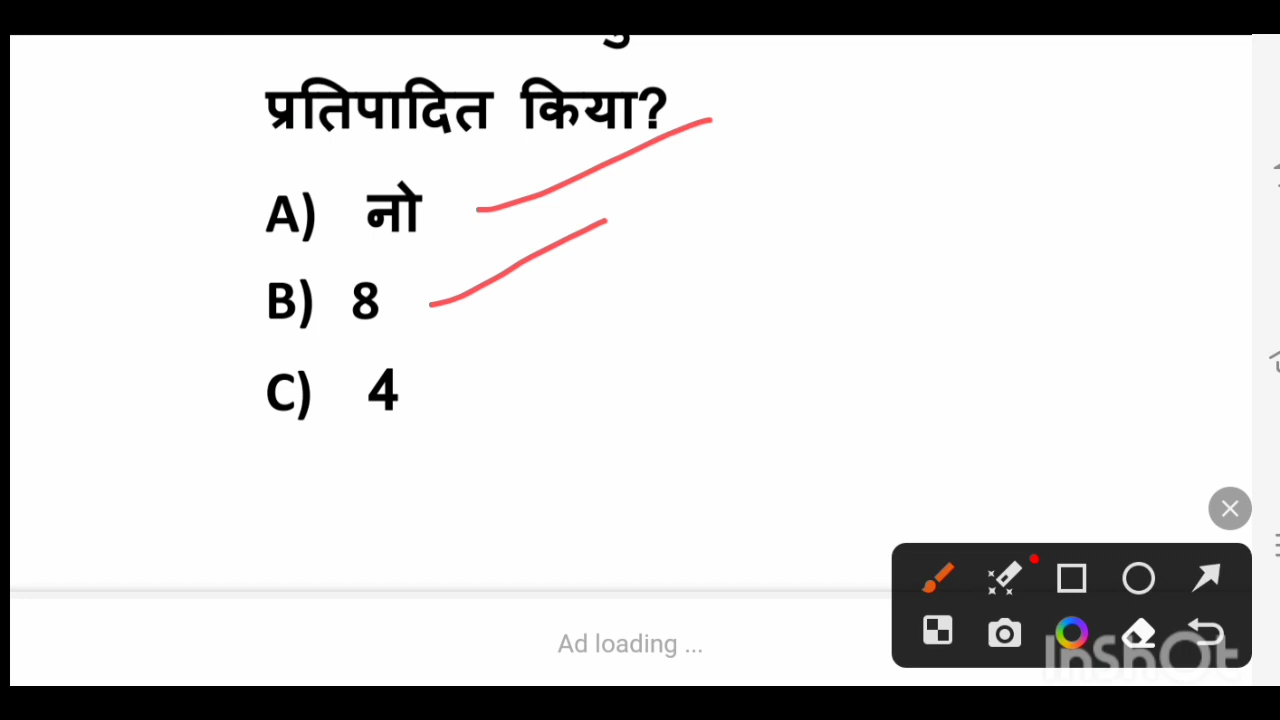 प्रतिपादित किया?
A) नो
B) 8
C) 4
Ad loading ...
InShOt